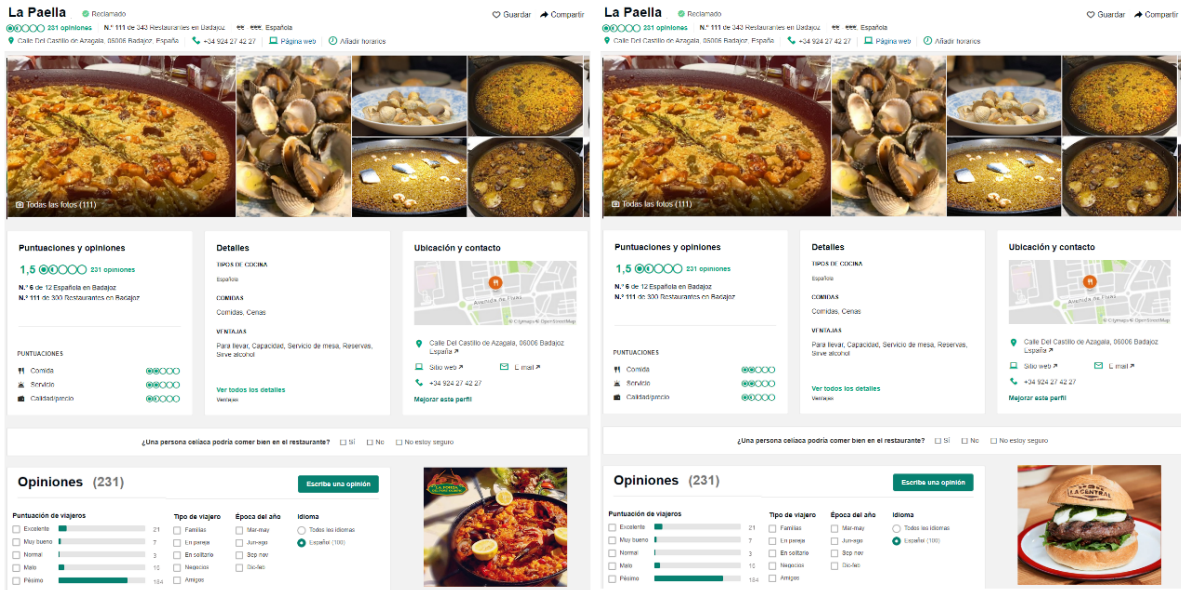 La Paella Reclamado Guardar Compartir
231 opiniones N.º 111 de 343 Restaurantes en Badajoz €€ - €€€ Española
Calle Del Castillo de Azagala, 05006 Badajoz, España +34 924 27 42 27 Página web Añadir horarios
Todas las fotos (111)
Puntuaciones y opiniones
1,5 231 opiniones
N.º 6 de 12 Española en Badajoz
N.º 111 de 300 Restaurantes en Badajoz
PUNTUACIONES
Comida
Servicio
Calidad/precio
Detalles
TIPOS DE COCINA
Española
COMIDAS
Comidas, Cenas
VENTAJAS
Para llevar, Capacidad, Servicio de mesa, Reservas,
Sirve alcohol
Ver todos los detalles
Ventajas
Ubicación y contacto
Calle Del Castillo de Azagala, 05006 Badajoz
España
Sitio web E mail
+34 924 27 42 27
Mejorar este perfil
¿Una persona celíaca podría comer bien en el restaurante? Sí No No estoy seguro
Opiniones (231)
Escribe una opinión
Puntuación de viajeros
Excelente 21
Muy bueno 7
Normal 3
Malo
Pésimo
Tipo de viajero
Familias
En pareja
En solitario
Negocios
Amigos
Época del año
Mar-may
Jun-ago
Sep-nov
Dic-feb
Idioma
Todos los idiomas
Español (100)
La Paella Reclamado Guardar Compartir
231 opiniones N.º 111 de 343 Restaurantes en Badajoz €€ - €€€ Española
Calle Del Castillo de Azagala, 05006 Badajoz, España +34 924 27 42 27 Página web Añadir horarios
Todas las fotos (111)
Puntuaciones y opiniones
1,5 231 opiniones
N.º 6 de 12 Española en Badajoz
N.º 111 de 300 Restaurantes en Badajoz
PUNTUACIONES
Comida
Servicio
Calidad/precio
Detalles
TIPOS DE COCINA
Española
COMIDAS
Comidas, Cenas
VENTAJAS
Para llevar, Capacidad, Servicio de mesa, Reservas,
Sirve alcohol
Ver todos los detalles
Ventajas
Ubicación y contacto
Calle Del Castillo de Azagala, 05006 Badajoz
España
Sitio web E mail
+34 924 27 42 27
Mejorar este perfil
¿Una persona celíaca podría comer bien en el restaurante? Sí No No estoy seguro
Opiniones (231)
Escribe una opinión
Puntuación de viajeros
Excelente 21
Muy bueno 7
Normal 3
Malo
Pésimo
Tipo de viajero
Familias
En pareja
En solitario
Negocios
Amigos
Época del año
Mar-may
Jun-ago
Sep-nov
Dic-feb
Idioma
Todos los idiomas
Español (100)
LACENTRAL